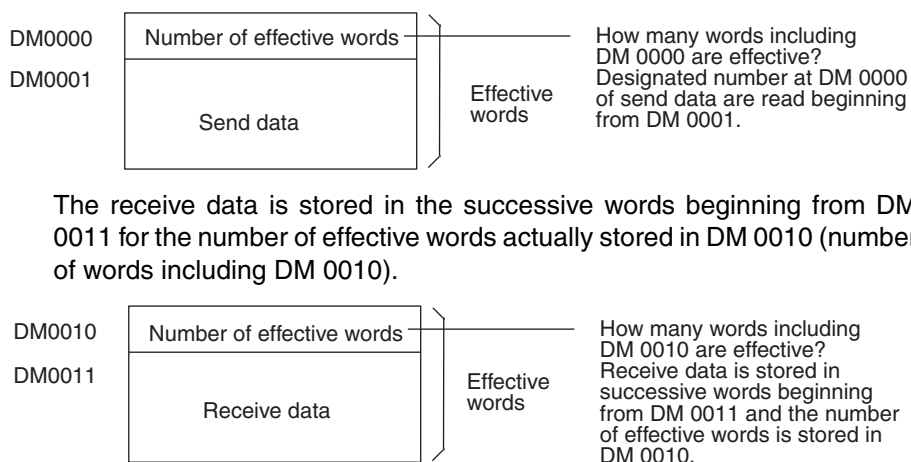 DM0000
Number of effective words
How many words including
DM 0000 are effective?
Designated number at DM 0000
of send data are read beginning
from DM 0001.
DM0001
Send data
Effective
words
The receive data is stored in the successive words beginning from DM
0011 for the number of effective words actually stored in DM 0010 (number
of words including DM 0010).
DM0010
Number of effective words
How many words including
DM 0010 are effective?
Receive data is stored in
successive words beginning
from DM 0011 and the number
of effective words is stored in
DM 0010.
DM0011
Receive data
Effective
words